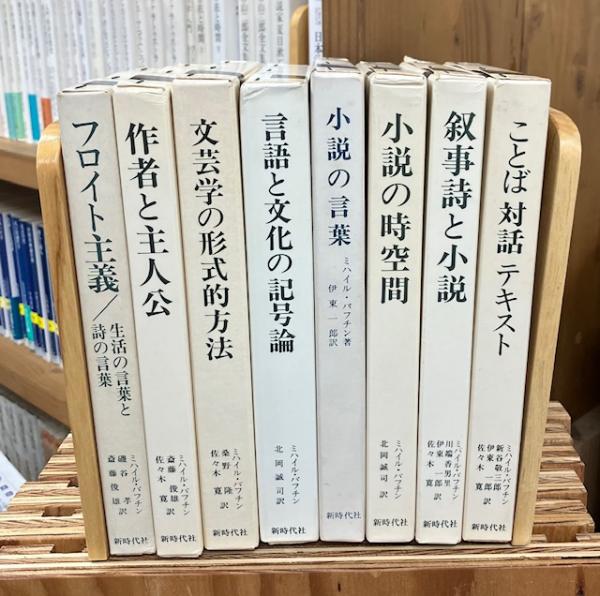 フロイト主義/
生活の言葉と
詩の言葉
ミハイル・バフチン
磯谷 孝訳
斎藤俊雄
作者と主人公
ミハイル・バフチン
斎藤俊雄 訳
佐々木 寛
新時代社
文芸学の形式的方法
ミハイル・バフチン
桑野 隆 訳
佐々木 寛
新時代社
言語と文化の記号論
ミハイル・バフチン
北岡誠司訳
新時代社
小説の言葉
ミハイル・バフチン著
伊東一郎訳
新時代社
小説の時空間
ミハイル・バフチン
北岡誠司訳
新時代社
叙事詩と小説
ミハイル・バフチン
川端香男里
伊東一郎 訳
佐々木 寛
新時代社
ことば 対話 テキスト
ミハイル・バフチン
新谷敬三郎
伊東一郎 訳
佐々木 寛
新時代社
新時代社